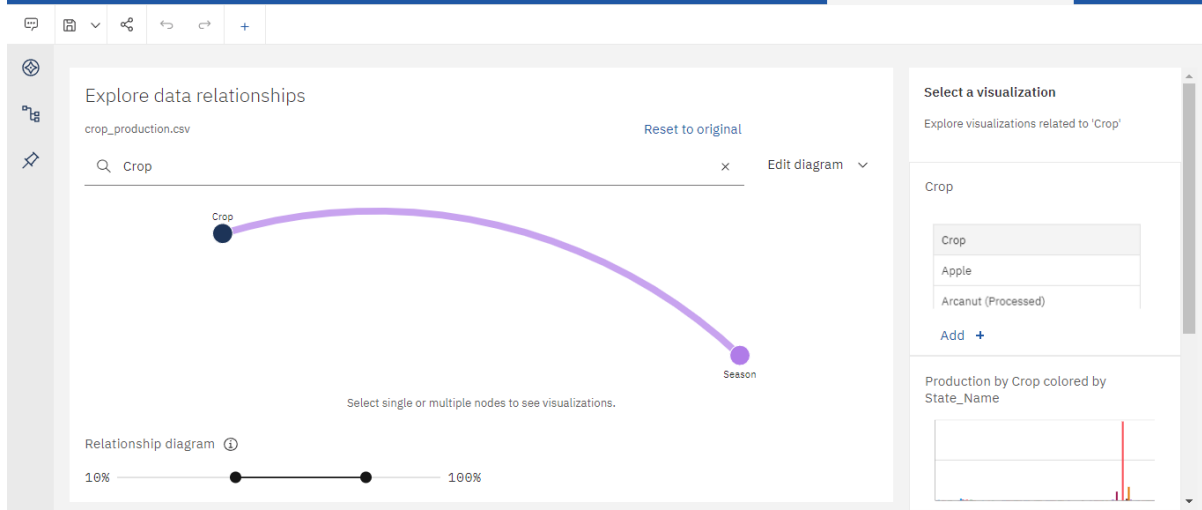 Explore data relationships
crop_production.csv
Reset to original
Crop
Edit diagram
Crop
Season
Select single or multiple nodes to see visualizations.
Relationship diagram
10%
100%
Select a visualization
Explore visualizations related to 'Crop'
Crop
Crop
Apple
Arcanut (Processed)
Add +
Production by Crop colored by
State_Name